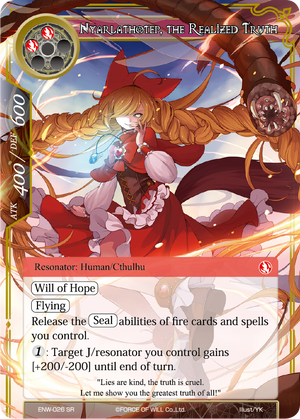 Nyarlathotep, the Realized Truth
ATK 400 / DEF 600
Resonator: Human/Cthulhu
Will of Hope
Flying
Release the Seal abilities of fire cards and spells
you control.
1 : Target J/resonator you control gains
[+200/-200] until end of turn.
"Lies are kind, the truth is cruel.
Let me show you the greatest truth of all!"
ENW-026 SR
©FORCE OF WILL Co.,Ltd.
Illust/YK